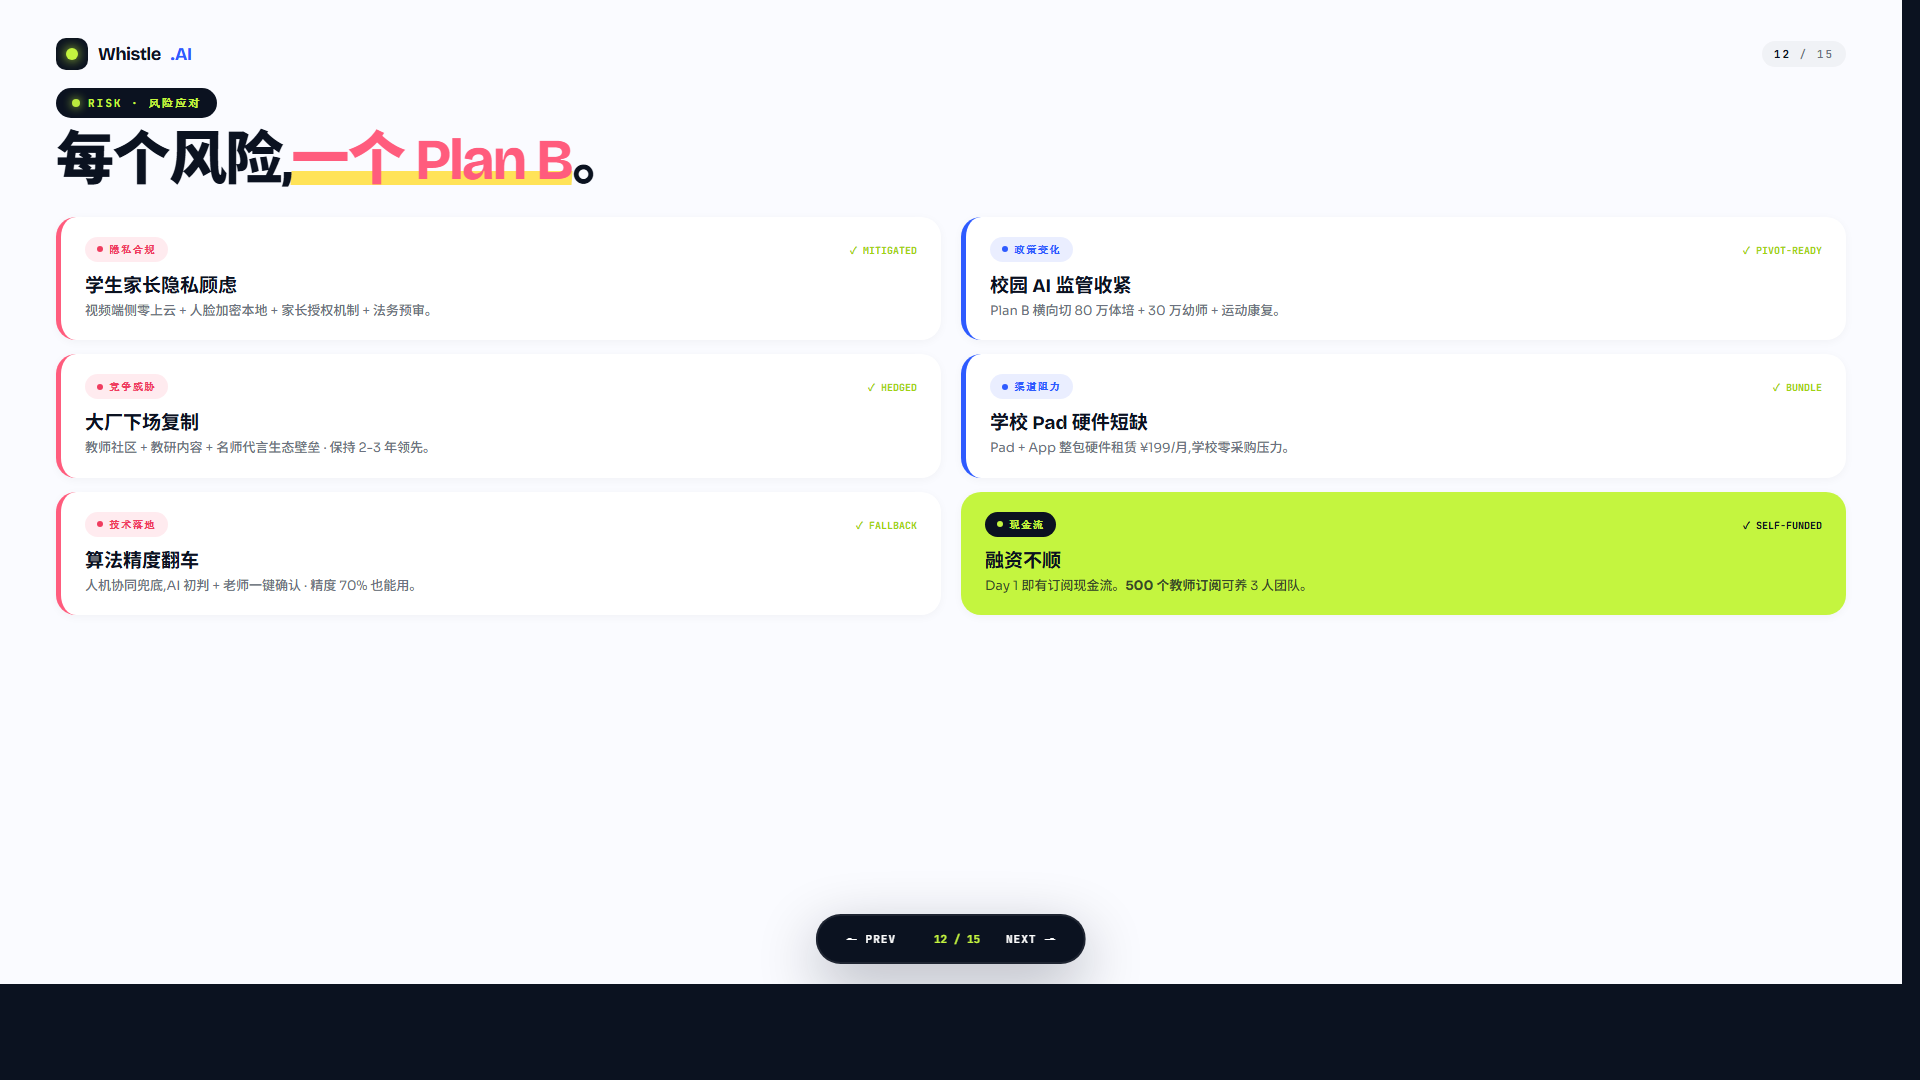 Whistle .AI
12 / 15
RISK · 风险应对
每个风险,一个 Plan B。
隐私合规
✓ MITIGATED
学生家长隐私顾虑
视频端侧零上云 + 人脸加密本地 + 家长授权机制 + 法务预审。
政策变化
✓ PIVOT-READY
校园 AI 监管收紧
Plan B 横向切 80 万体培 + 30 万幼师 + 运动康复。
竞争威胁
✓ HEDGED
大厂下场复制
教师社区 + 教研内容 + 名师代言生态壁垒 · 保持 2-3 年领先。
渠道阻力
✓ BUNDLE
学校 Pad 硬件短缺
Pad + App 整包硬件租赁 ¥199/月,学校零采购压力。
技术落地
✓ FALLBACK
算法精度翻车
人机协同兜底,AI 初判 + 老师一键确认 · 精度 70% 也能用。
现金流
✓ SELF-FUNDED
融资不顺
Day 1 即有订阅现金流。500 个教师订阅可养 3 人团队。
← PREV 12 / 15 NEXT →